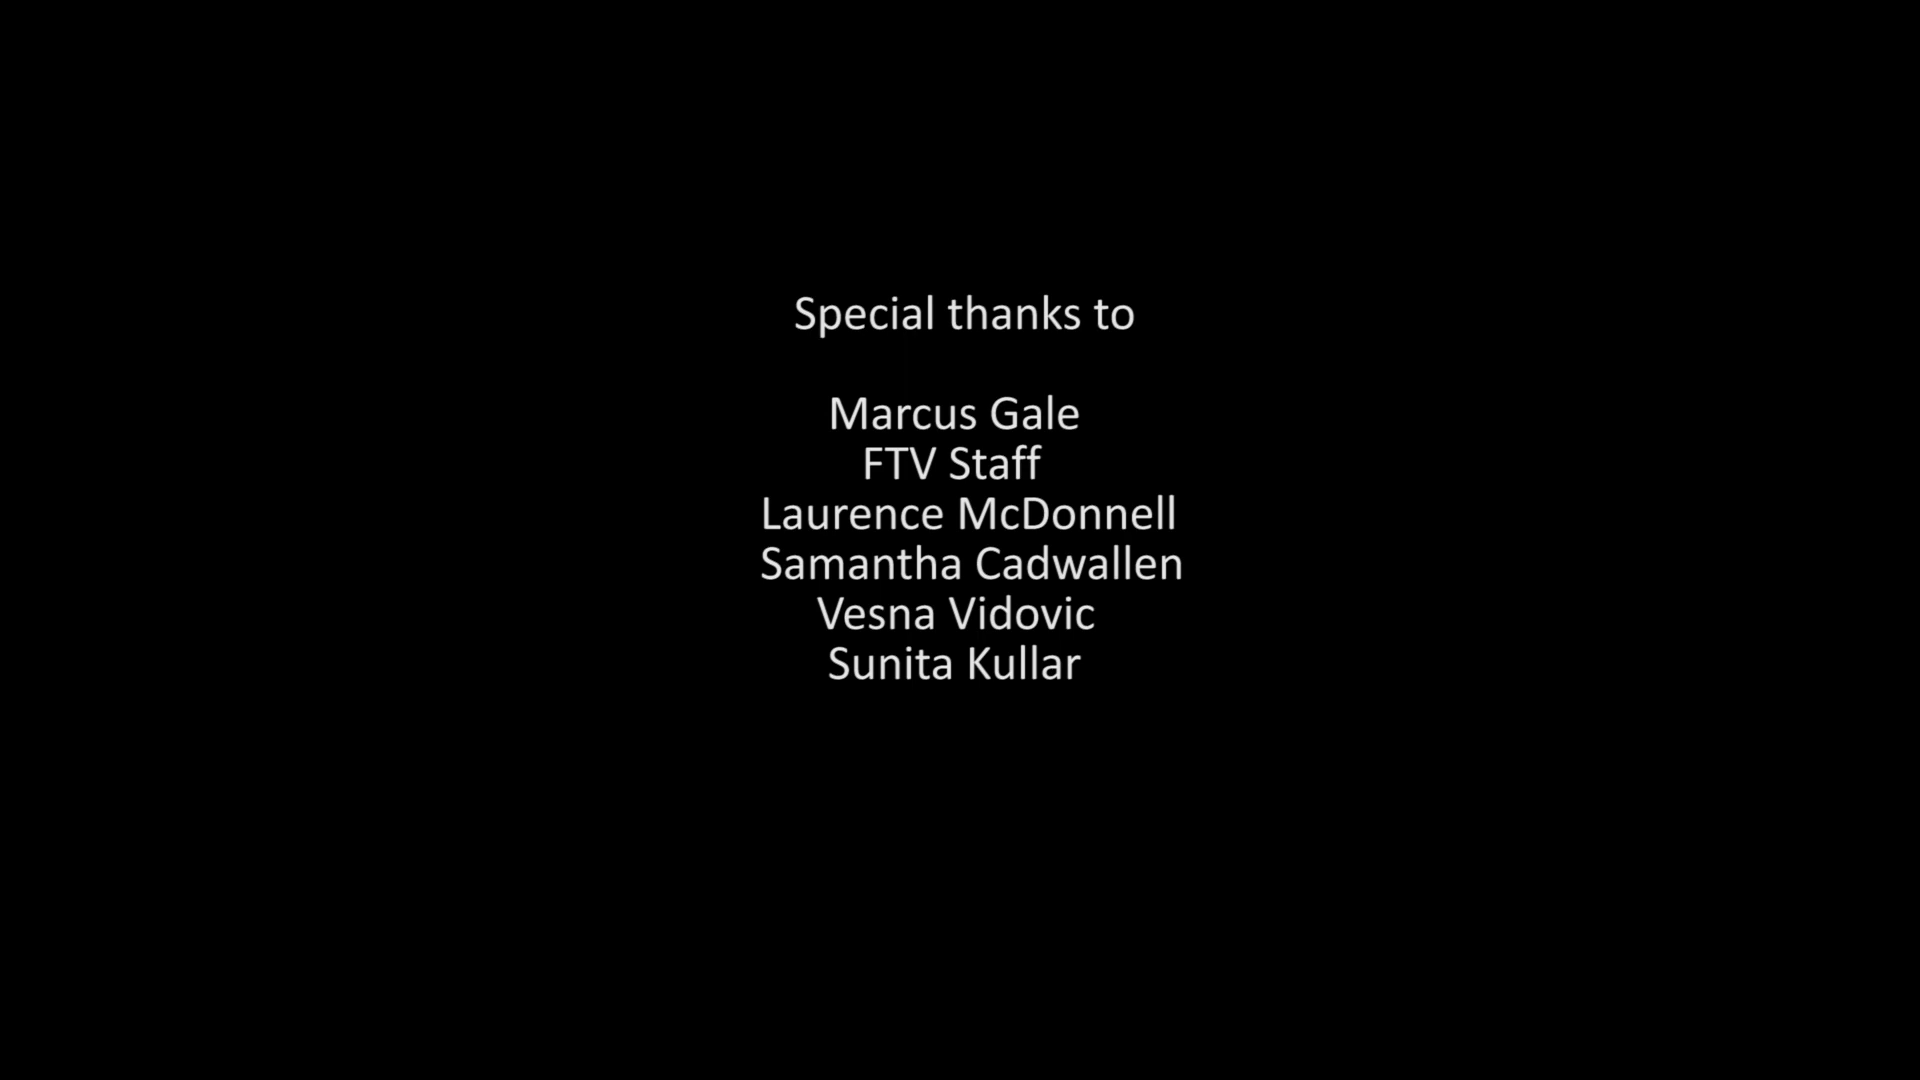 Special thanks to
Marcus Gale
FTV Staff
Laurence McDonnell
Samantha Cadwallen
Vesna Vidovic
Sunita Kullar